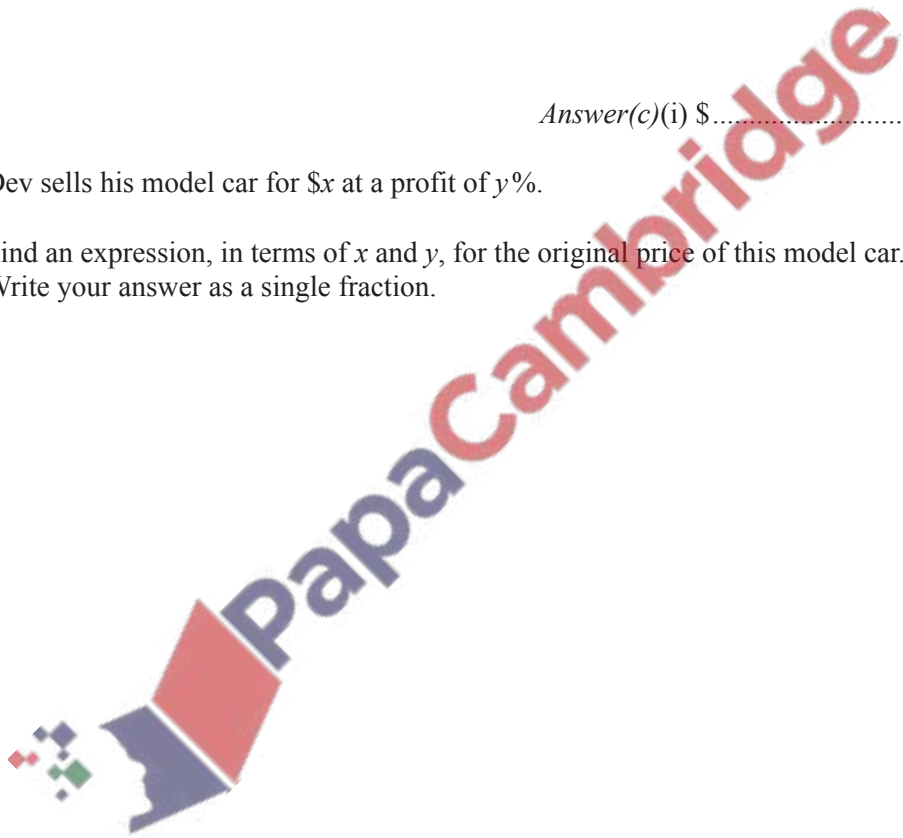 Answer(c)(i) $..........................
Dev sells his model car for $x at a profit of y%.
ind an expression, in terms of x and y, for the original price of this model car.
Write your answer as a single fraction.
PapaCambridge